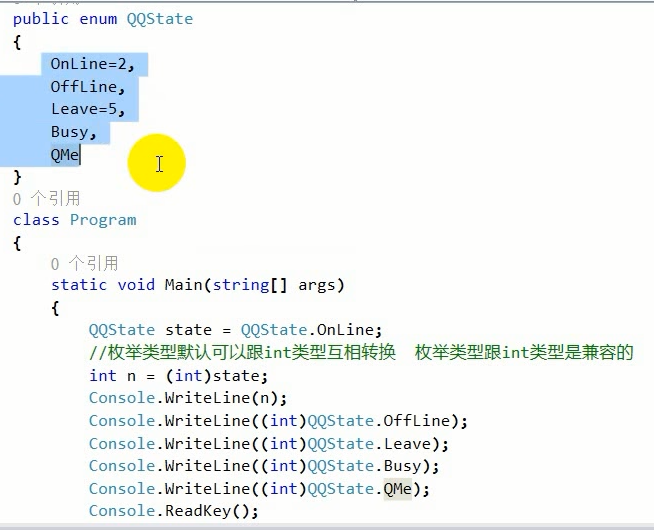 public enum QQState
{
OnLine=2,
OffLine,
Leave=5,
Busy,
QMe
}
0 个引用
class Program
{
0 个引用
static void Main(string[] args)
{
QQState state = QQState.OnLine;
//枚举类型默认可以跟int类型互相转换  枚举类型跟int类型是兼容的
int n = (int)state;
Console.WriteLine(n);
Console.WriteLine((int)QQState.OffLine);
Console.WriteLine((int)QQState.Leave);
Console.WriteLine((int)QQState.Busy);
Console.WriteLine((int)QQState.QMe);
Console.ReadKey();